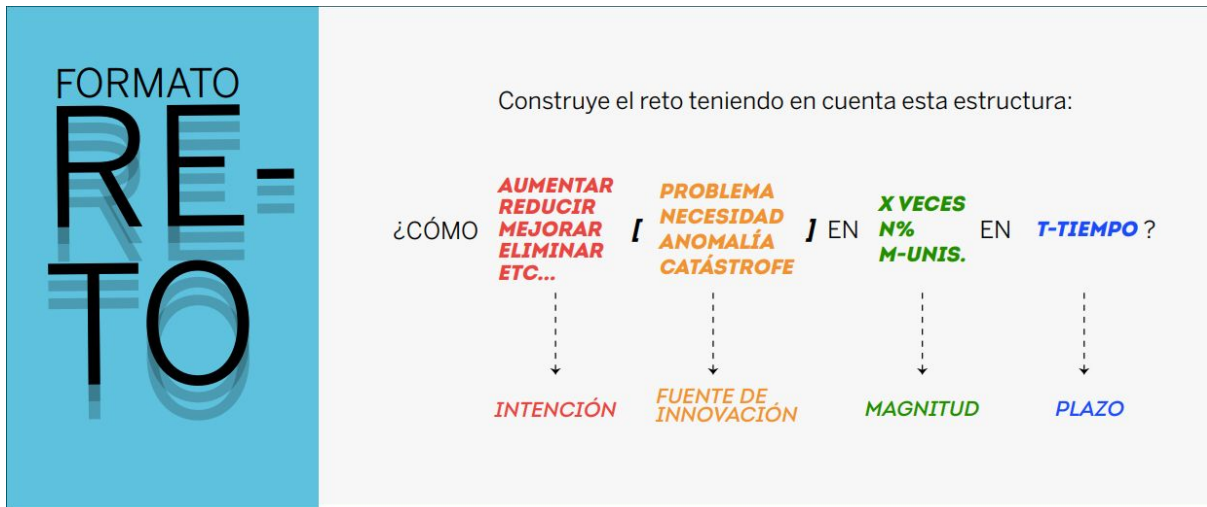 FORMATO
RE-
TO
Construye el reto teniendo en cuenta esta estructura:
¿CÓMO
AUMENTAR
REDUCIR
MEJORAR
ELIMINAR
ETC...
[
PROBLEMA
NECESIDAD
ANOMALÍA
CATÁSTROFE
] EN
X VECES
N%
M-UNIS.
EN
T-TIEMPO ?
INTENCIÓN
FUENTE DE
INNOVACIÓN
MAGNITUD
PLAZO